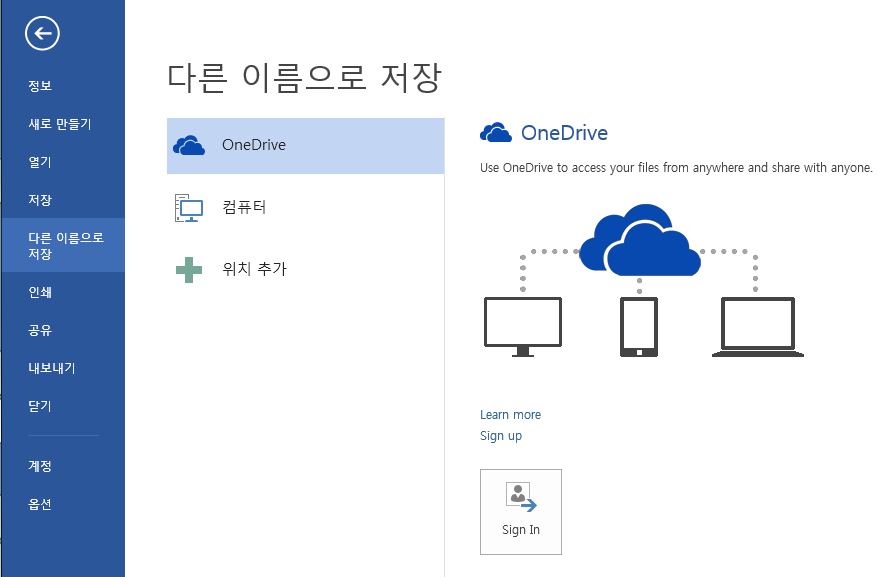 정보
새로 만들기
열기
저장
다른 이름으로
저장
인쇄
공유
내보내기
닫기
계정
옵션
다른 이름으로 저장
OneDrive
컴퓨터
위치 추가
OneDrive
Use OneDrive to access your files from anywhere and share with anyone.
Learn more
Sign up
Sign In